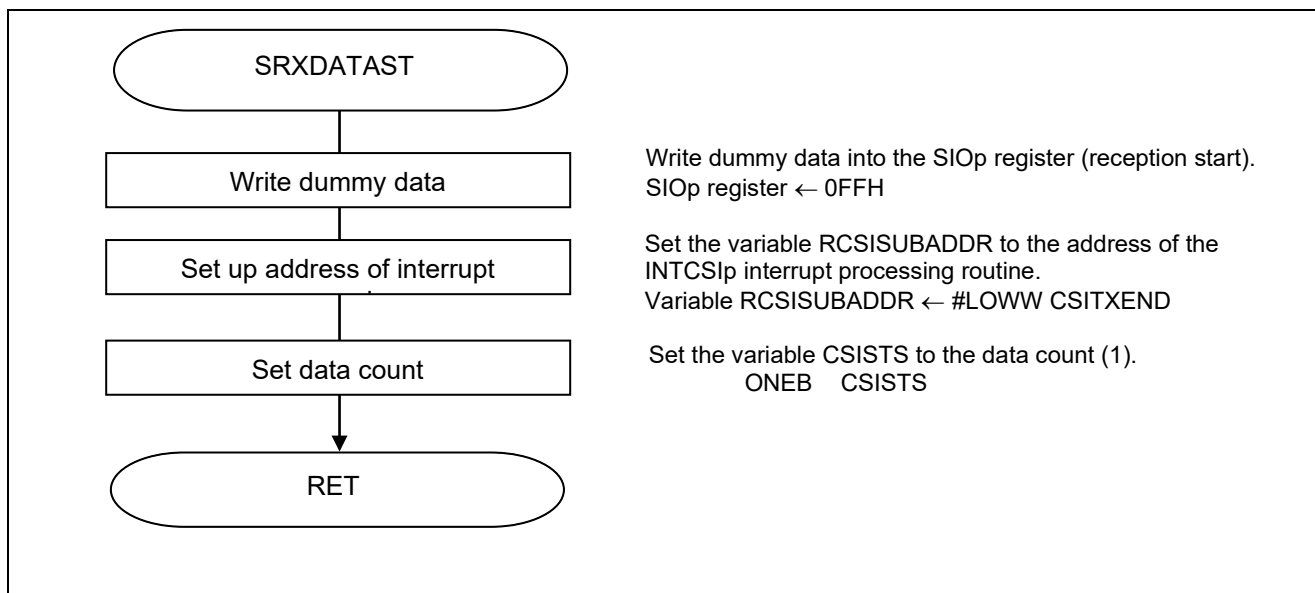 SRXDATAST
Write dummy data
Write dummy data into the SIOp register (reception start).
SIOp register ← 0FFH
Set up address of interrupt
Set the variable RCSISUBADDR to the address of the
INTCSIp interrupt processing routine.
Variable RCSISUBADDR ← #LOWW CSITXEND
Set data count
Set the variable CSISTS to the data count (1).
ONEB CSISTS
RET